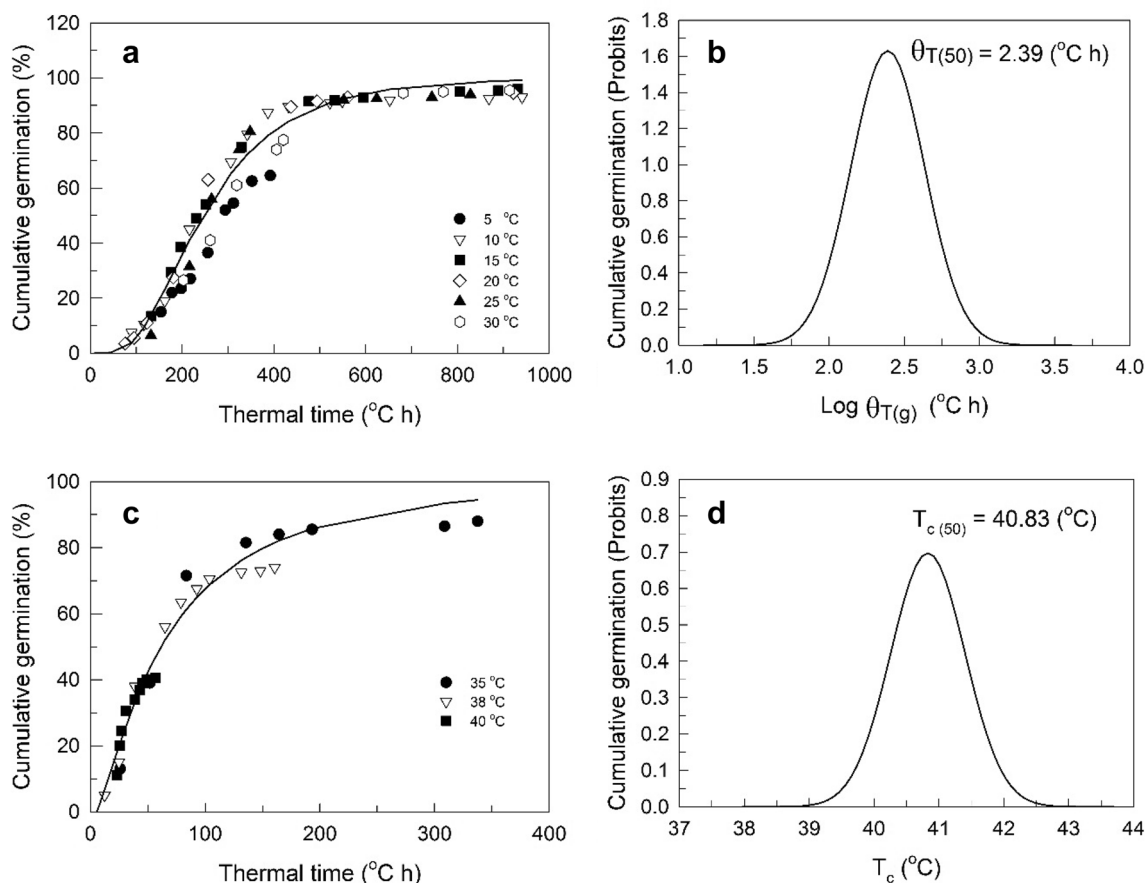 a
Cumulative germination (%)
120
100
80
60
40
20
0
0 200 400 600 800 1000
Thermal time (°C h)
5 °C
10 °C
15 °C
20 °C
25 °C
30 °C
b
Cumulative germination (Probits)
1.8
1.6
1.4
1.2
1.0
0.8
0.6
0.4
0.2
0.0
1.0 1.5 2.0 2.5 3.0 3.5 4.0
Log θT(g) (°C h)
θT(50) = 2.39 (°C h)
c
Cumulative germination (%)
100
80
60
40
20
0
0 100 200 300 400
Thermal time (°C h)
35 °C
38 °C
40 °C
d
Cumulative germination (Probits)
0.9
0.8
0.7
0.6
0.5
0.4
0.3
0.2
0.1
0.0
37 38 39 40 41 42 43 44
Tc (°C)
Tc (50) = 40.83 (°C)